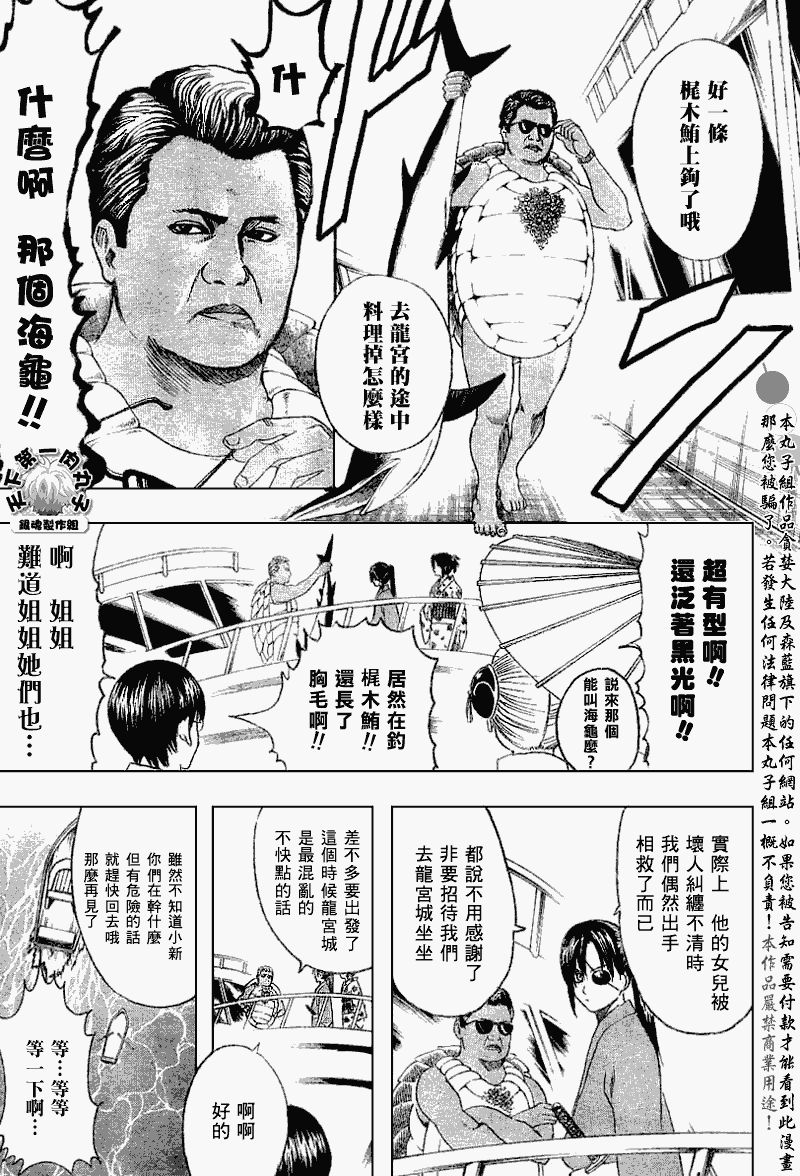 好一條
梶木鮪上鉤了哦
去龍宮的途中
料理掉怎麼樣
什
什麼啊 那個海龜!!
超有型啊!!
還泛著黑光啊!!
說來那個
能叫海龜麼?
居然在釣
梶木鮪!!
還長了
胸毛啊!!
啊 姐姐
難道姐姐她們也…
實際上 他的女兒被
壞人糾纏不清時
我們偶然出手
相救了而已
都說不用感謝了
非要招待我們
去龍宮城坐坐
差不多要出發了
這個時候龍宮城
是最混亂的
不快點的話
啊啊
好的
雖然不知道小新
你們在幹什麼
但有危險的話
就趕快回去哦
那麼再見了
等…等等
等一下啊…
天下第一肉丸子
銀魂製作組
本丸子組作品貪婪大陸及森藍旗下的任何網站。如果您被告知需要付款才能看到此漫畫
那麼您被騙了。若發生任何法律問題本丸子組一概不負責!本作品嚴禁商業用途!